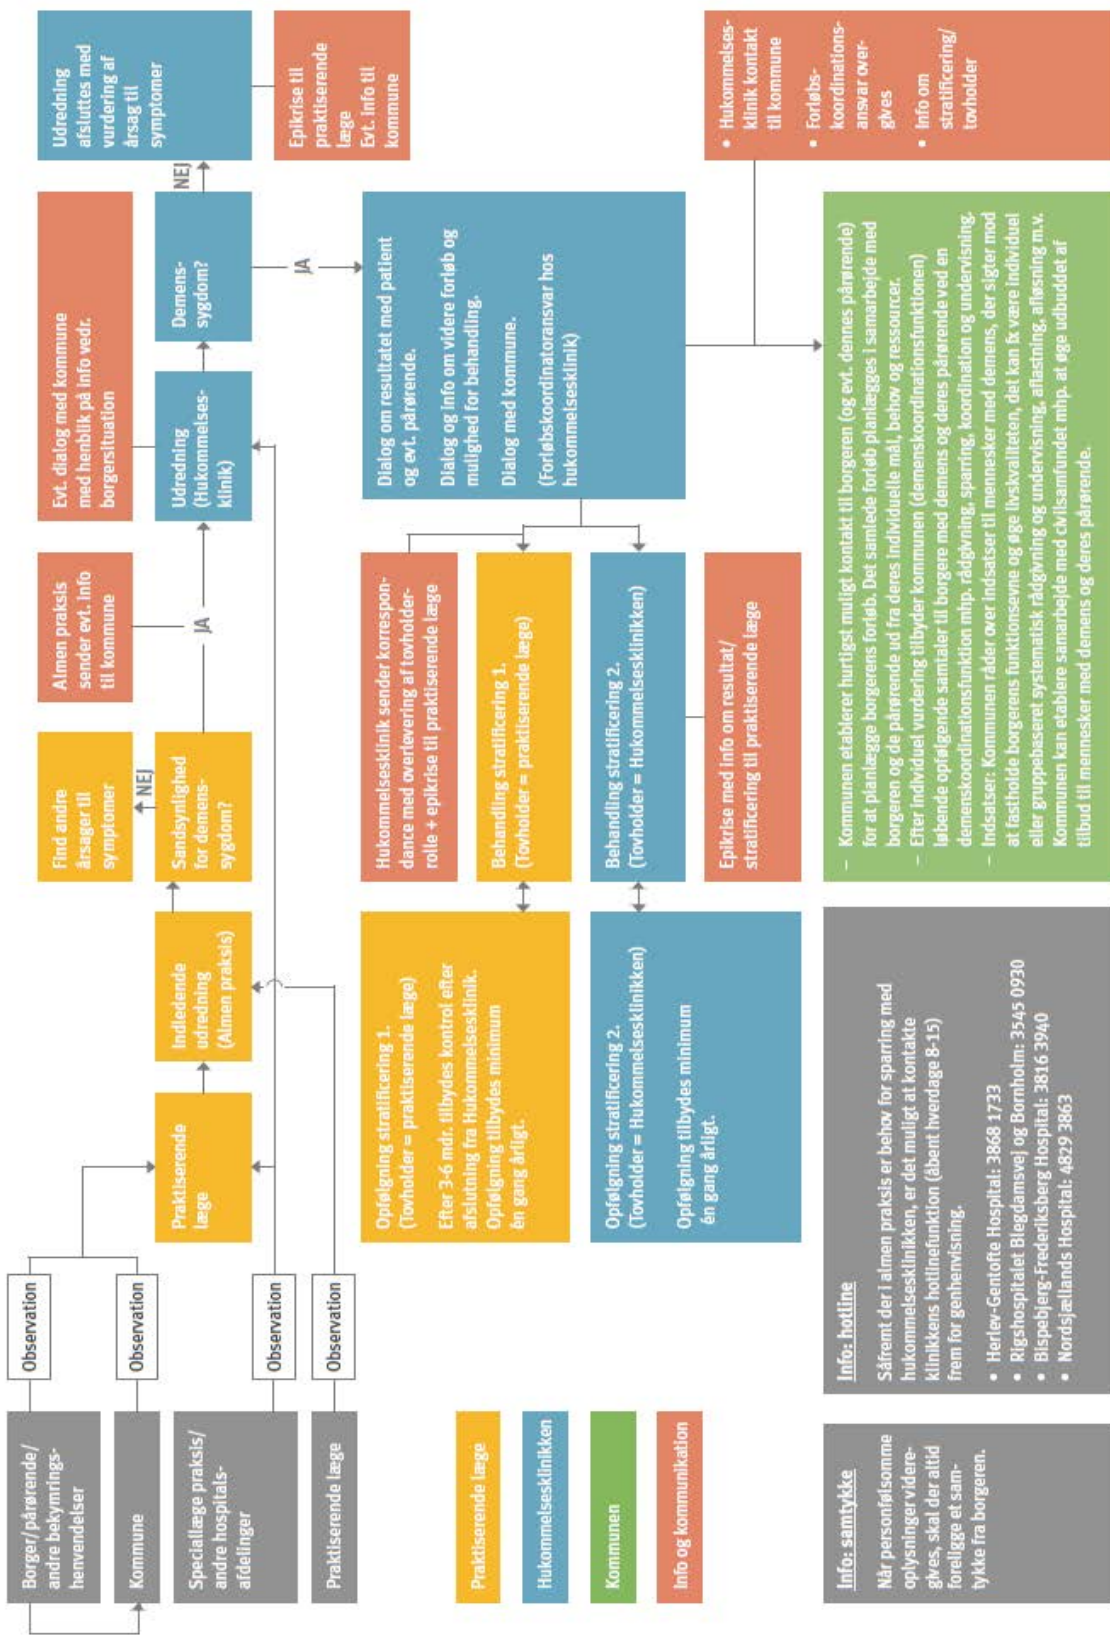 Borger/pårørende/
andre bekymrings-
henvendelser
Kommune
Speciallæge praksis/
andre hospitals-
afdelinger
Praktiserende læge
Observation
Observation
Observation
Observation
Praktiserende
læge
Indledende
udredning
(Almen praksis)
Sandsynlighed
for demens-
sygdom?
NEJ
Find andre
årsager til
symptomer
JA
Almen praksis
sender evt. info
til kommune
Udredning
(Hukommelses-
klinik)
Evt. dialog med kommune
med henblik på info vedr.
borgersituation
Demens-
sygdom?
NEJ
Udredning
afsluttes med
vurdering af
årsag til
symptomer
Epikrise til
praktiserende
læge
Evt. info til
kommune
JA
Dialog om resultatet med patient
og evt. pårørende.
Dialog og info om videre forløb og
mulighed for behandling.
Dialog med kommune.
(Forløbskoordinatoransvar hos
hukommelsesklinik)
Hukommelsesklinik sender korrespon-
dance med overlevering af tovholder-
rolle + epikrise til praktiserende læge
Behandling stratificering 1.
(Tovholder = praktiserende læge)
Behandling stratificering 2.
(Tovholder = Hukommelsesklinikken)
Epikrise med info om resultat/
stratificering til praktiserende læge
Opfølgning stratificering 1.
(Tovholder = praktiserende læge)
Efter 3-6 mdr. tilbydes kontrol efter
afslutning fra Hukommelsesklinik.
Opfølgning tilbydes minimum
én gang årligt.
Opfølgning stratificering 2.
(Tovholder = Hukommelsesklinikken)
Opfølgning tilbydes minimum
én gang årligt.
• Hukommelses-
klinik kontakt
til kommune
• Forløbs-
koordinations-
ansvar over-
gives
• Info om
stratificering/
tovholder
– Kommunen etablerer hurtigst muligt kontakt til borgeren (og evt. dennes pårørende)
for at planlægge borgerens forløb. Det samlede forløb planlægges i samarbejde med
borgeren og de pårørende ud fra deres individuelle mål, behov og ressourcer.
– Efter individuel vurdering tilbyder kommunen (demenskoordinationsfunktionen)
løbende opfølgende samtaler til borgere med demens og deres pårørende ved en
demenskoordinationsfunktion mhp. rådgivning, sparring, koordination og undervisning.
– Indsatser: Kommunen råder over indsatser til mennesker med demens, der sigter mod
at fastholde borgerens funktionsevne og øge livskvaliteten, det kan fx være individuel
eller gruppebaseret systematisk rådgivning og undervisning, aflastning, afløsning m.v.
Kommunen kan etablere samarbejde med civilsamfundet mhp. at øge udbuddet af
tilbud til mennesker med demens og deres pårørende.
Praktiserende læge
Hukommelsesklinikken
Kommunen
Info og kommunikation
Info: samtykke
Når personfølsomme
oplysninger videre-
gives, skal der altid
foreligge et sam-
tykke fra borgeren.
Info: hotline
Såfremt der i almen praksis er behov for sparring med
hukommelsesklinikken, er det muligt at kontakte
klinikkens hotlinefunktion (åbent hverdage 8-15)
frem for genhenvisning.
• Herlev-Gentofte Hospital: 3868 1733
• Rigshospitalet Blegdamsvej og Bornholm: 3545 0930
• Bispebjerg-Frederiksberg Hospital: 3816 3940
• Nordsjællands Hospital: 4829 3863